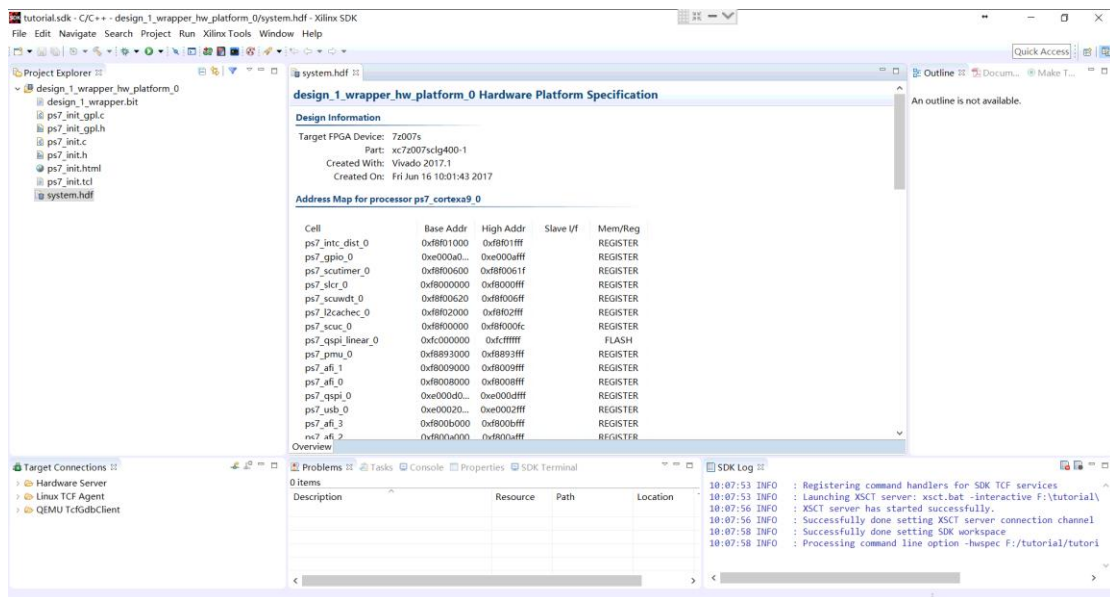 tutorial.sdk - C/C++ - design_1_wrapper_hw_platform_0/system.hdf - Xilinx SDK
File Edit Navigate Search Project Run Xilinx Tools Window Help
Quick Access
Project Explorer
design_1_wrapper_hw_platform_0
design_1_wrapper.bit
ps7_init_gpl.c
ps7_init_gpl.h
ps7_init.c
ps7_init.h
ps7_init.html
ps7_init.tcl
system.hdf
system.hdf
design_1_wrapper_hw_platform_0 Hardware Platform Specification
Design Information
Target FPGA Device: 7z007s
Part: xc7z007sclg400-1
Created With: Vivado 2017.1
Created On: Fri Jun 16 10:01:43 2017
Address Map for processor ps7_cortexa9_0
Cell Base Addr High Addr Slave I/f Mem/Reg
ps7_intc_dist_0 0xf8f01000 0xf8f01fff REGISTER
ps7_gpio_0 0xe000a0... 0xe000afff REGISTER
ps7_scutimer_0 0xf8f00600 0xf8f0061f REGISTER
ps7_slcr_0 0xf8000000 0xf8000fff REGISTER
ps7_scuwdt_0 0xf8f00620 0xf8f006ff REGISTER
ps7_l2cachec_0 0xf8f02000 0xf8f02fff REGISTER
ps7_scuc_0 0xf8f00000 0xf8f000fc REGISTER
ps7_qspi_linear_0 0xfc000000 0xfcffffff FLASH
ps7_pmu_0 0xf8893000 0xf8893fff REGISTER
ps7_afi_1 0xf8009000 0xf8009fff REGISTER
ps7_afi_0 0xf8008000 0xf8008fff REGISTER
ps7_qspi_0 0xe000d0... 0xe000dfff REGISTER
ps7_usb_0 0xe00020... 0xe0002fff REGISTER
ps7_afi_3 0xf800b000 0xf800bfff REGISTER
ps7_afi_2 0xf800a000 0xf800afff REGISTER
Overview
Outline Docum... Make T...
An outline is not available.
Target Connections
Hardware Server
Linux TCF Agent
QEMU TcfGdbClient
Problems Tasks Console Properties SDK Terminal
0 items
Description Resource Path Location
SDK Log
10:07:53 INFO : Registering command handlers for SDK TCF services
10:07:53 INFO : Launching XSCT server: xsct.bat -interactive F:\tutorial\
10:07:56 INFO : XSCT server has started successfully.
10:07:56 INFO : Successfully done setting XSCT server connection channel
10:07:58 INFO : Successfully done setting SDK workspace
10:07:58 INFO : Processing command line option -hwspec F:/tutorial/tutori